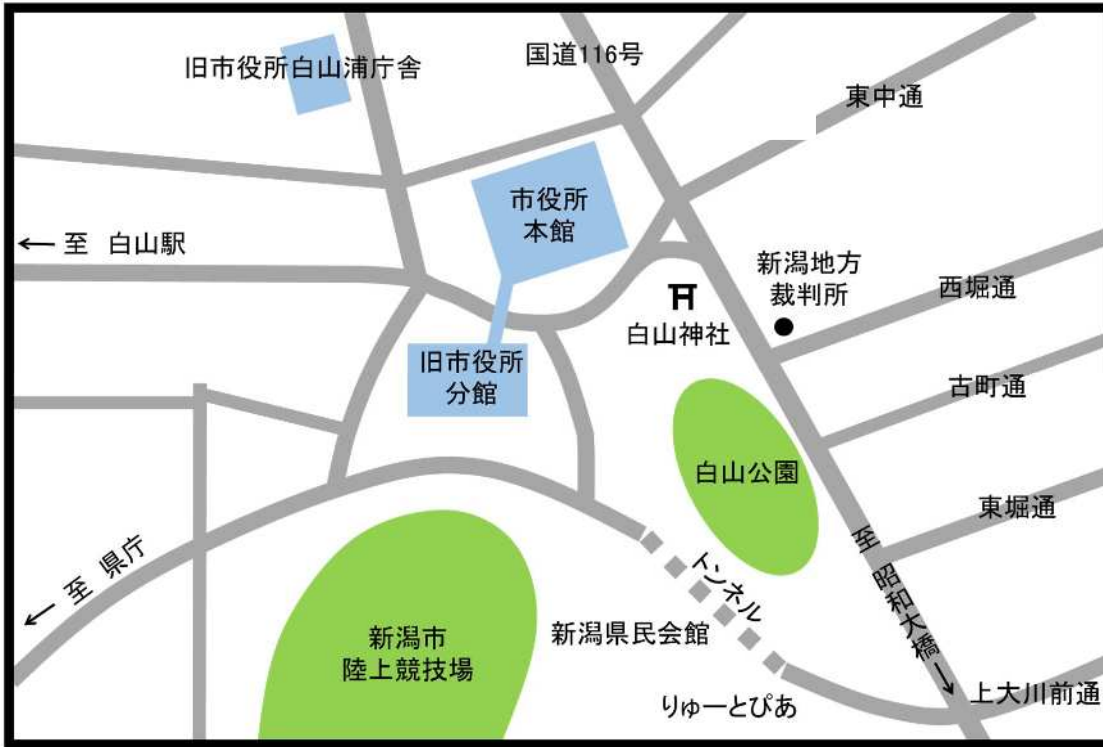 旧市役所白山浦庁舎
国道116号
東中通
市役所
本館
← 至 白山駅
新潟地方
裁判所
西堀通
白山神社
旧市役所
分館
古町通
白山公園
東堀通
← 至 県庁
トンネル
至 昭和大橋 →
新潟市
陸上競技場
新潟県民会館
りゅーとぴあ
上大川前通